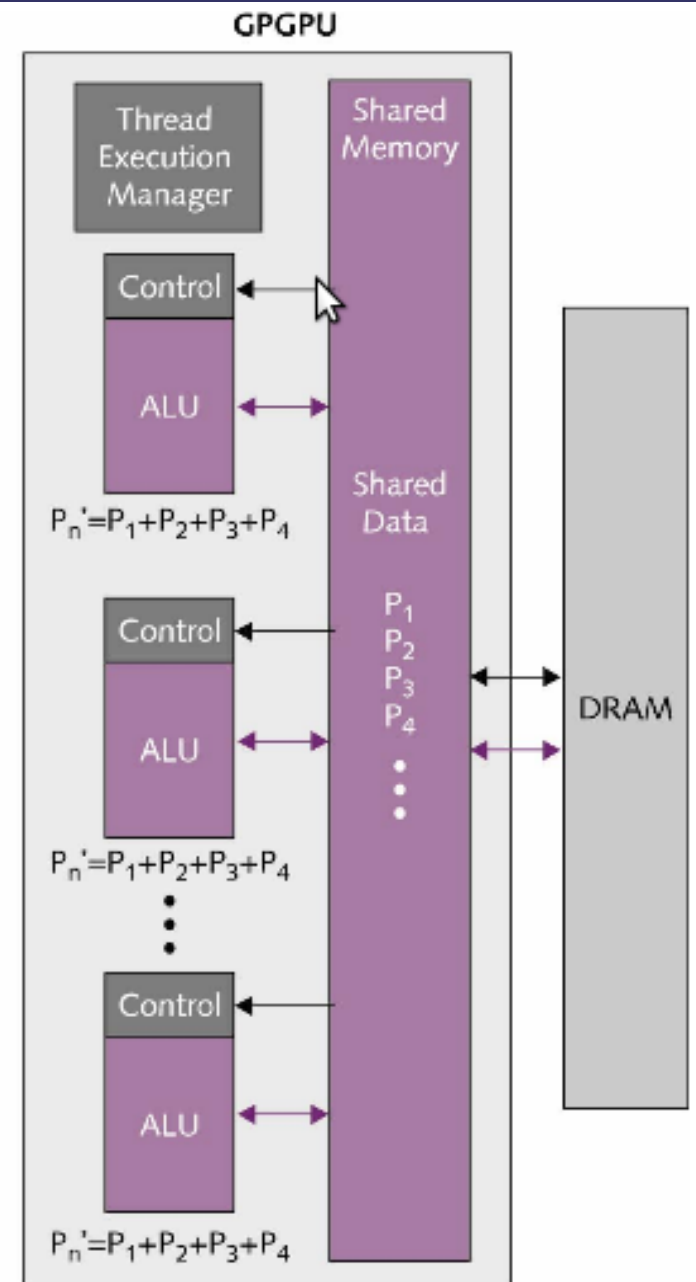 GPGPU
Thread
Execution
Manager
Shared
Memory
Control
ALU
Pₙ'=P₁+P₂+P₃+P₄
Shared
Data
P₁
P₂
P₃
P₄
Control
ALU
Pₙ'=P₁+P₂+P₃+P₄
DRAM
Control
ALU
Pₙ'=P₁+P₂+P₃+P₄